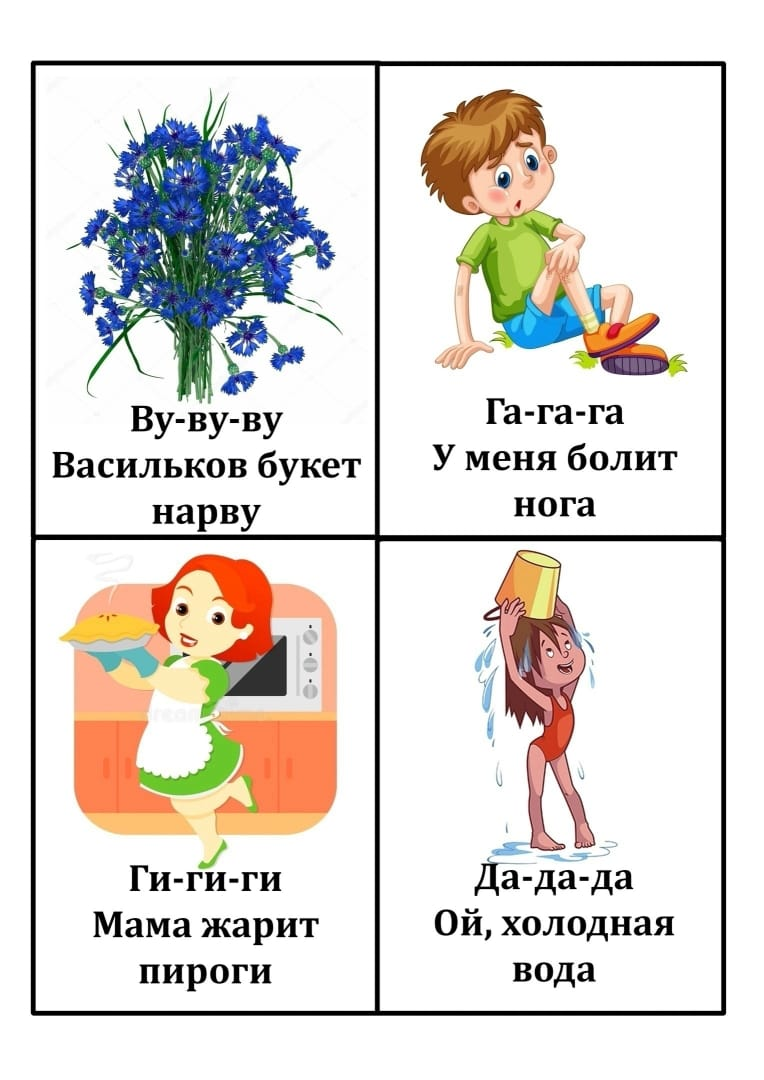 Ву-ву-ву
Васильков букет
нарву
Га-га-га
У меня болит
нога
Ги-ги-ги
Мама жарит
пироги
Да-да-да
Ой, холодная
вода